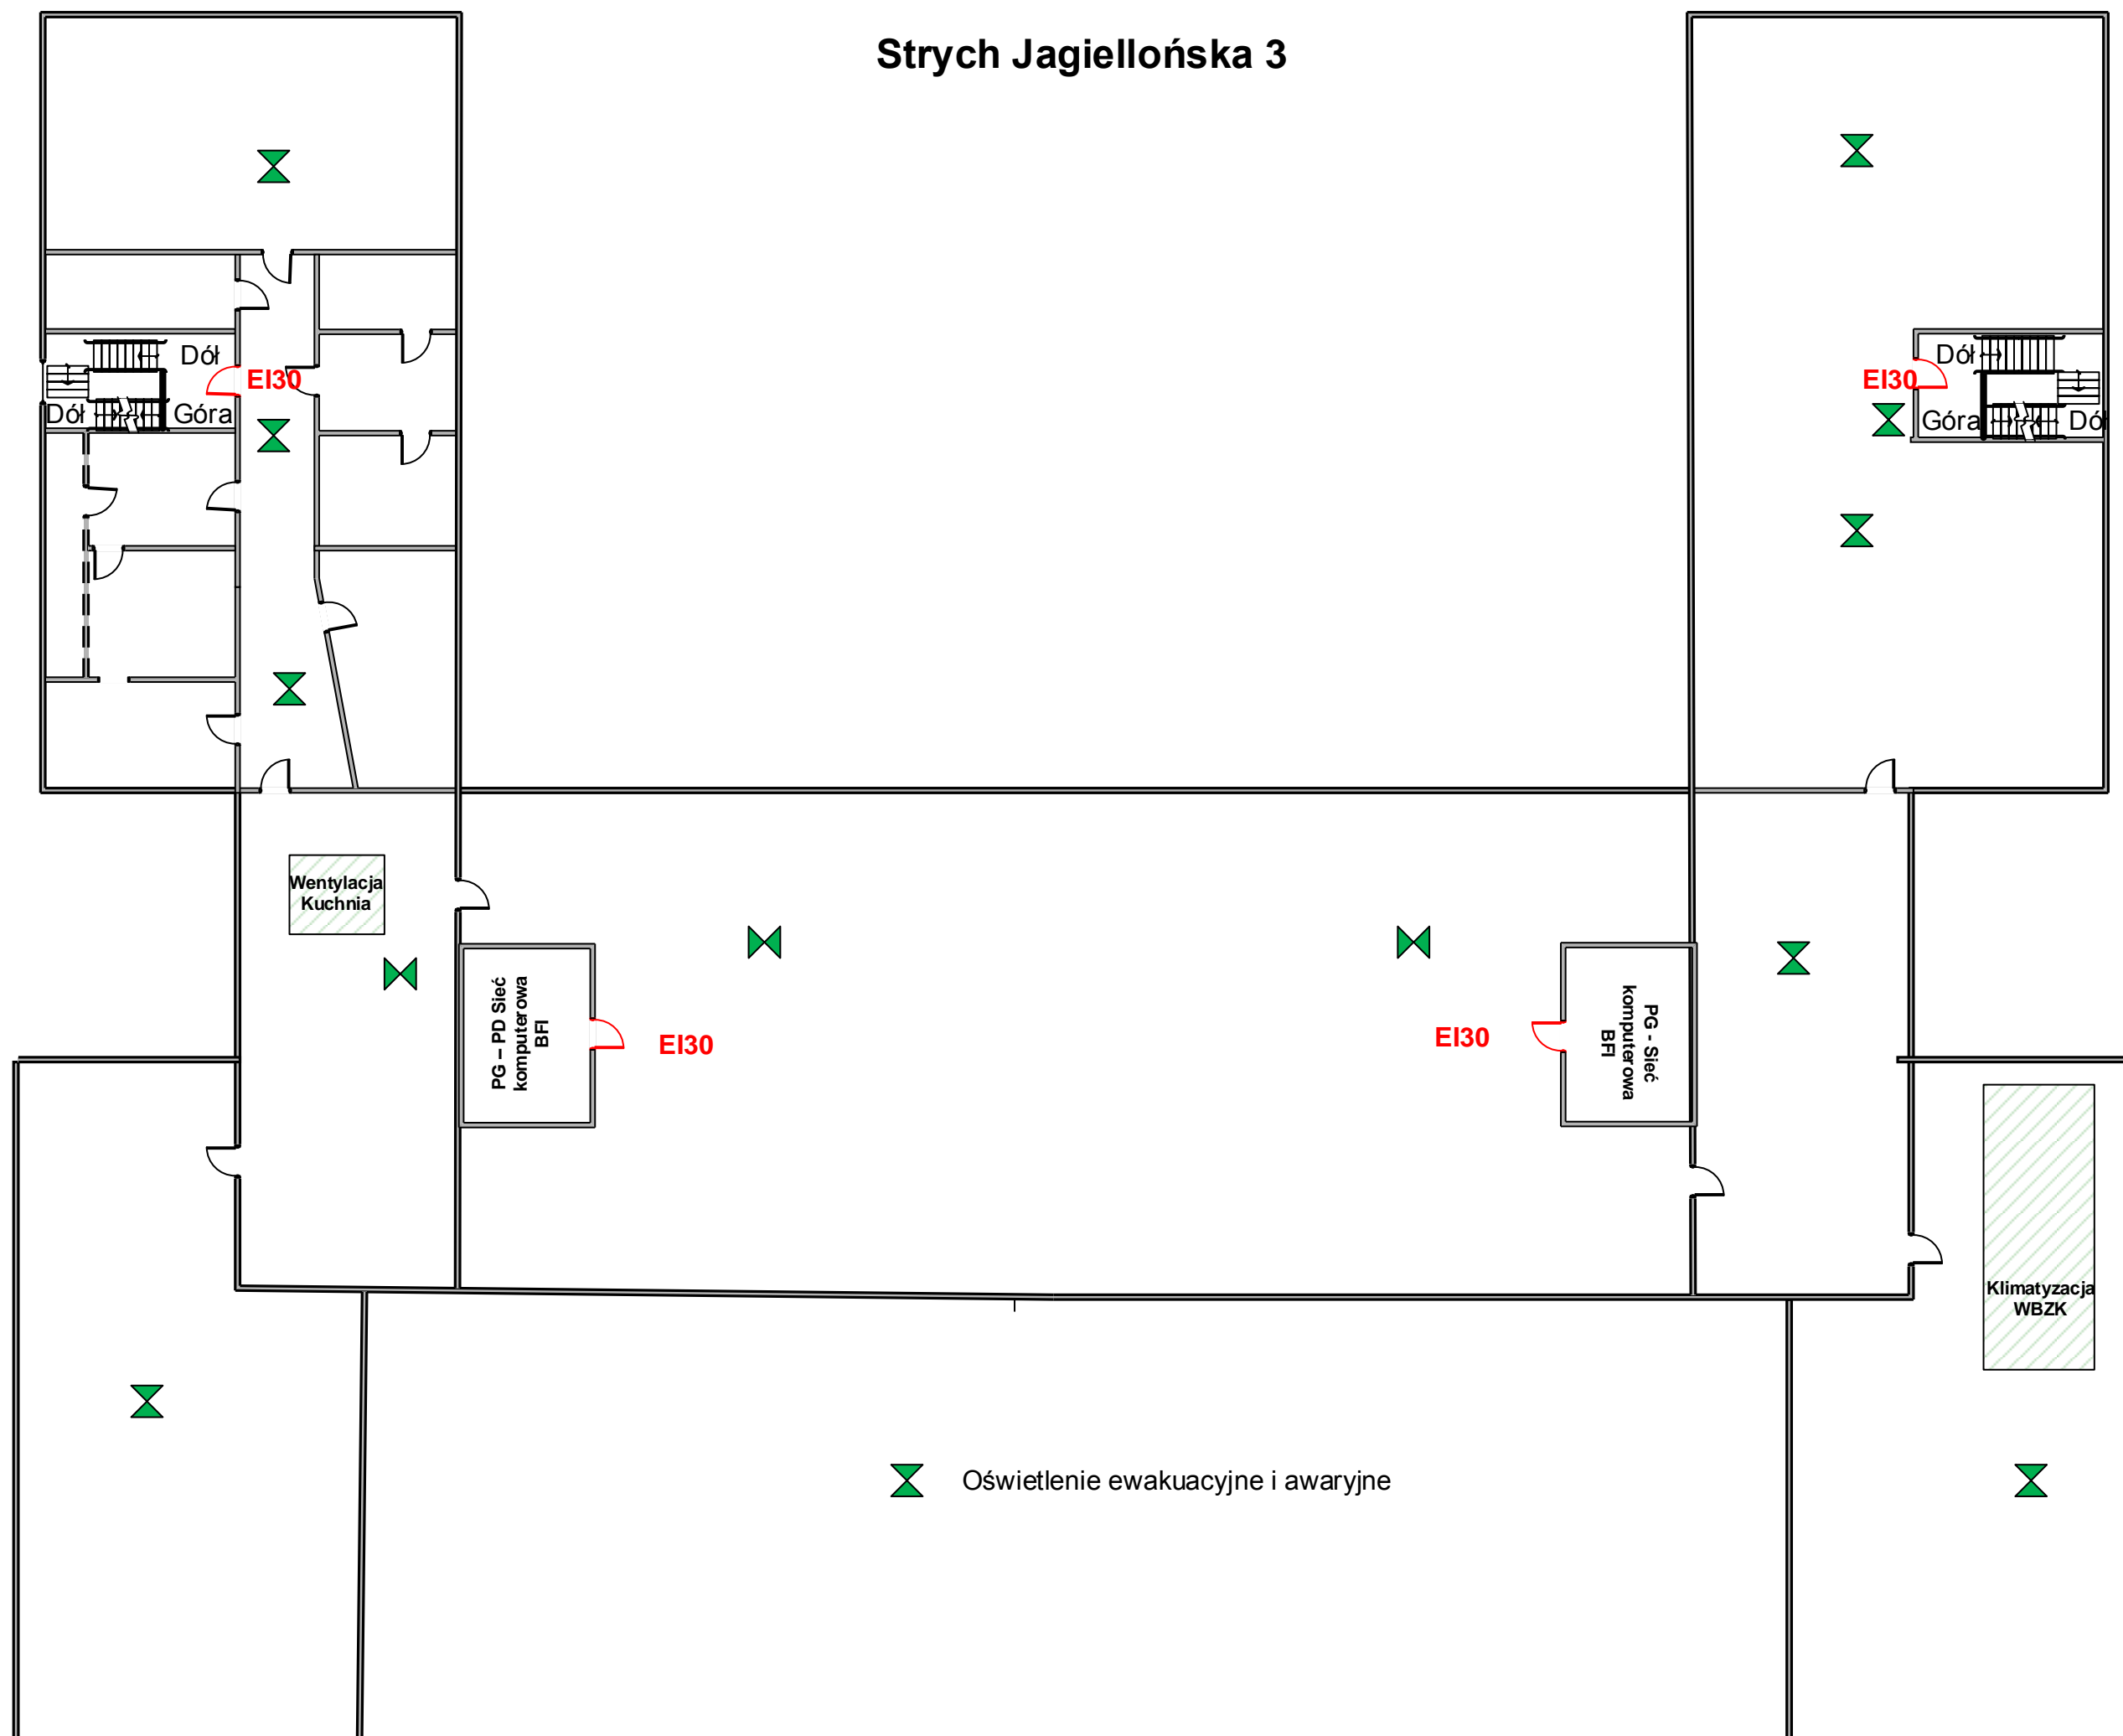 Strych Jagiellońska 3
Dół
EI30
Dół
Góra
Dół
EI30
Góra
Dół
Wentylacja
Kuchnia
PG – PD Sieć
komputerowa
BFI
EI30
EI30
PG - Sieć
komputerowa
BFI
Klimatyzacja
WBZK
Oświetlenie ewakuacyjne i awaryjne